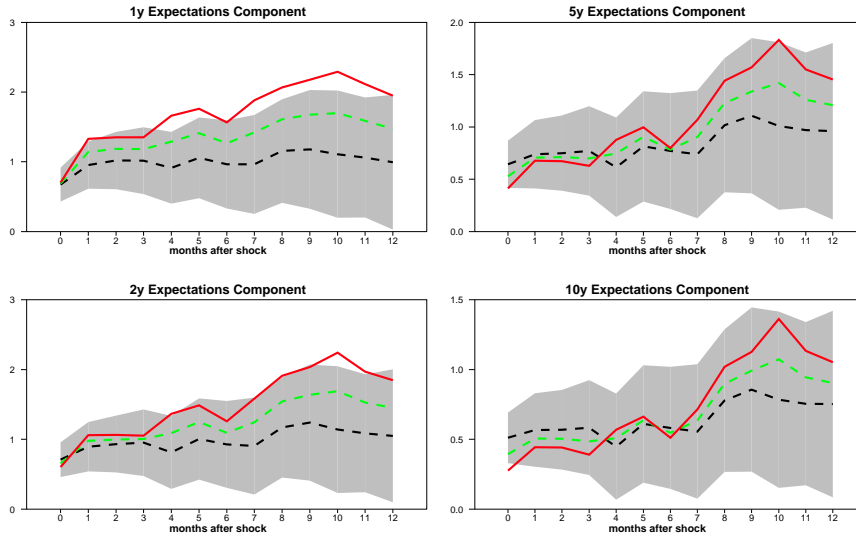 1y Expectations Component
3
2
1
0
0 1 2 3 4 5 6 7 8 9 10 11 12
months after shock
5y Expectations Component
2.0
1.5
1.0
0.5
0.0
0 1 2 3 4 5 6 7 8 9 10 11 12
months after shock
2y Expectations Component
3
2
1
0
0 1 2 3 4 5 6 7 8 9 10 11 12
months after shock
10y Expectations Component
1.5
1.0
0.5
0.0
0 1 2 3 4 5 6 7 8 9 10 11 12
months after shock